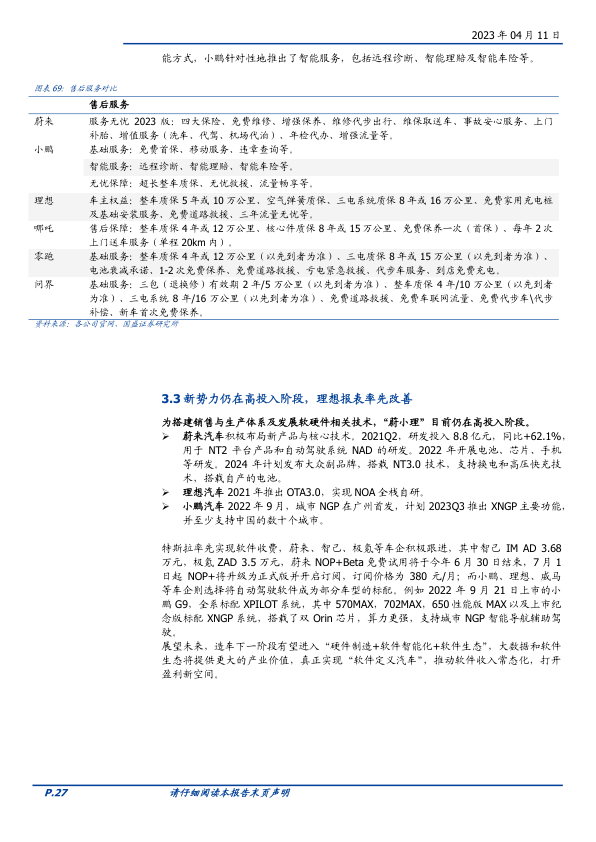 2023 年 04 月 11 日
能方式，小鹏针对性地推出了智能服务，包括远程诊断、智能理赔及智能车险等。
图表 69：售后服务对比
售后服务
蔚来 服务无忧 2023 版：四大保险、免费维修、增强保养、维修代步出行、维保取送车、事故安心服务、上门
补胎、增值服务（洗车、代驾、机场代泊）、年检代办、增强流量等。
小鹏 基础服务：免费首保、移动服务、违章查询等。
智能服务：远程诊断、智能理赔、智能车险等。
无忧保障：超长整车质保、无忧救援、流量畅享等。
理想 车主权益：整车质保 5 年或 10 万公里、空气弹簧质保、三电系统质保 8 年或 16 万公里、免费家用充电桩
及基础安装服务、免费道路救援、三年流量无忧等。
哪吒 售后保障：整车质保 4 年或 12 万公里、核心件质保 8 年或 15 万公里、免费保养一次（首保）、每年 2 次
上门送车服务（单程 20km 内）。
零跑 基础服务：整车质保 4 年或 12 万公里（以先到者为准）、三电质保 8 年或 15 万公里（以先到者为准）、
电池衰减承诺、1-2 次免费保养、免费道路救援、亏电紧急救援、代步车服务、到店免费充电。
问界 基础服务：三包（退换修）有效期 2 年/5 万公里（以先到者为准）、整车质保 4 年/10 万公里（以先到者
为准）、三电系统 8 年/16 万公里（以先到者为准）、免费道路救援、免费车联网流量、免费代步车\代步
补偿、新车首次免费保养。
资料来源：各公司官网、国盛证券研究所
3.3 新势力仍在高投入阶段，理想报表率先改善
为搭建销售与生产体系及发展软硬件相关技术，“蔚小理”目前仍在高投入阶段。
➢ 蔚来汽车积极布局新产品与核心技术。2021Q2，研发投入 8.8 亿元，同比+62.1%，
用于 NT2 平台产品和自动驾驶系统 NAD 的研发。2022 年开展电池、芯片、手机
等研发。2024 年计划发布大众副品牌，搭载 NT3.0 技术，支持换电和高压快充技
术，搭载自产的电池。
➢ 理想汽车 2021 年推出 OTA3.0，实现 NOA 全栈自研。
➢ 小鹏汽车 2022 年 9 月，城市 NGP 在广州首发，计划 2023Q3 推出 XNGP 主要功能，
并至少支持中国的数十个城市。
特斯拉率先实现软件收费，蔚来、智己、极氪等车企积极跟进，其中智己 IM AD 3.68
万元，极氪 ZAD 3.5 万元，蔚来 NOP+Beta 免费试用将于今年 6 月 30 日结束，7 月 1
日起 NOP+将升级为正式版并开启订阅，订阅价格为 380 元/月；而小鹏、理想、威马
等车企则选择将自动驾驶软件成为部分车型的标配。例如 2022 年 9 月 21 日上市的小
鹏 G9，全系标配 XPILOT 系统，其中 570MAX，702MAX，650 性能版 MAX 以及上市纪
念版标配 XNGP 系统，搭载了双 Orin 芯片，算力更强，支持城市 NGP 智能导航辅助驾
驶。
展望未来，造车下一阶段有望进入“硬件制造+软件智能化+软件生态”，大数据和软件
生态将提供更大的产业价值，真正实现“软件定义汽车”，推动软件收入常态化，打开
盈利新空间。
P.27 请仔细阅读本报告末页声明